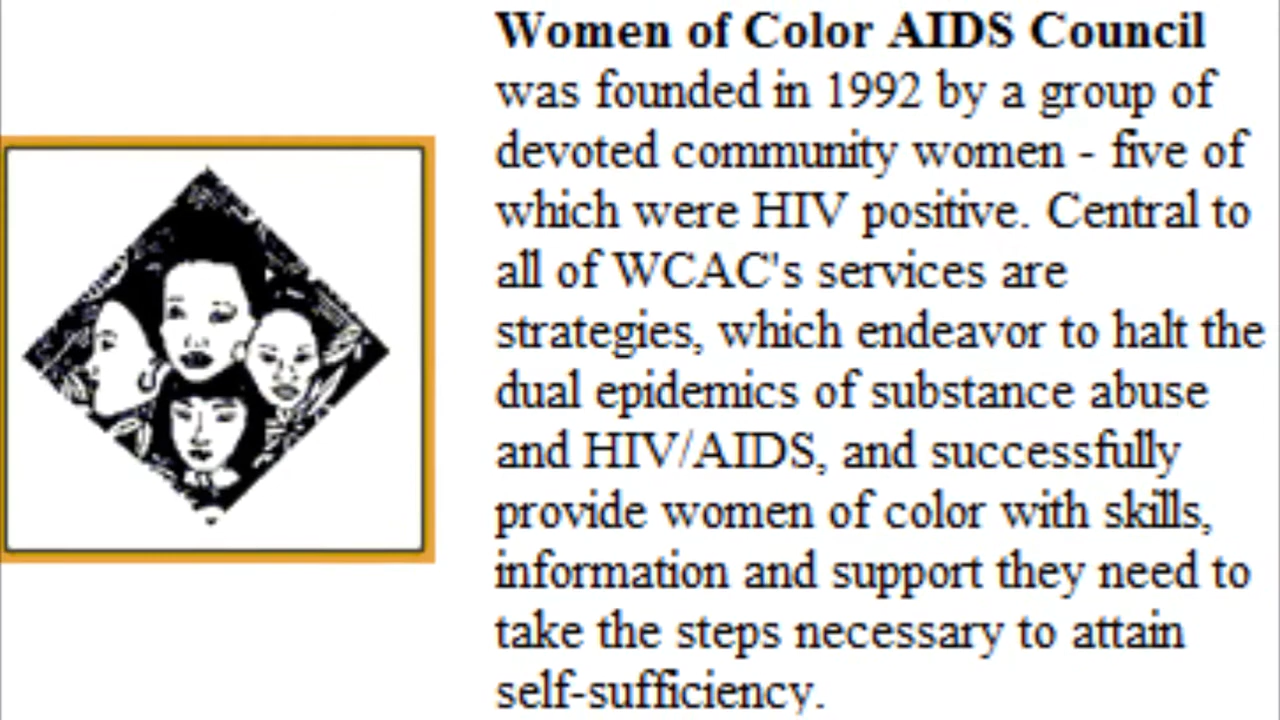 Women of Color AIDS Council
was founded in 1992 by a group of
devoted community women - five of
which were HIV positive. Central to
all of WCAC's services are
strategies, which endeavor to halt the
dual epidemics of substance abuse
and HIV/AIDS, and successfully
provide women of color with skills,
information and support they need to
take the steps necessary to attain
self-sufficiency.